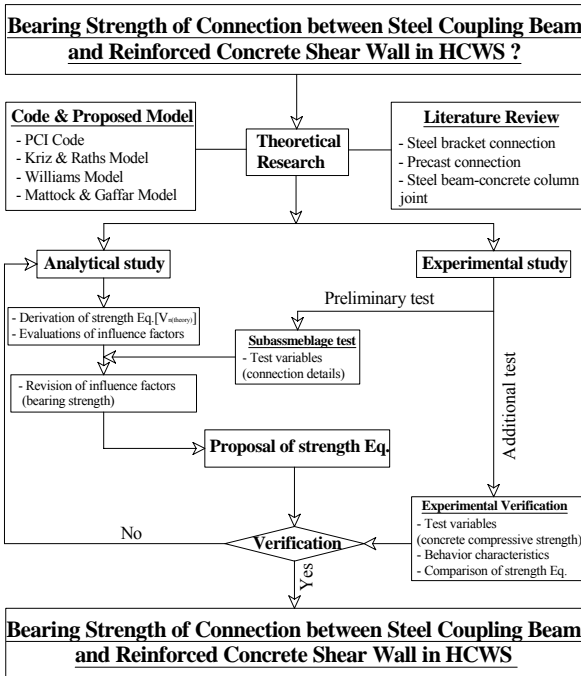 Bearing Strength of Connection between Steel Coupling Beam
and Reinforced Concrete Shear Wall in HCWS ?
Code & Proposed Model
- PCI Code
- Kriz & Raths Model
- Williams Model
- Mattock & Gaffar Model
Theoretical
Research
Literature Review
- Steel bracket connection
- Precast connection
- Steel beam-concrete column
joint
Analytical study
Experimental study
Preliminary test
- Derivation of strength Eq.[Vn(theory)]
- Evaluations of influence factors
Subassmeblage test
- Test variables
(connection details)
- Revision of influence factors
(bearing strength)
Additional test
Proposal of strength Eq.
Experimental Verification
- Test variables
(concrete compressive strength)
- Behavior characteristics
- Comparison of strength Eq.
No
Verification
Yes
Bearing Strength of Connection between Steel Coupling Beam
and Reinforced Concrete Shear Wall in HCWS